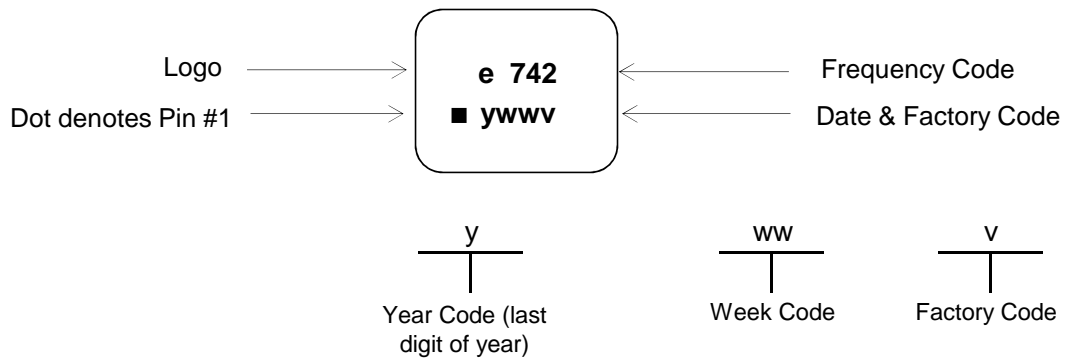 Logo
e 742
Frequency Code
Dot denotes Pin #1
■ ywwv
Date & Factory Code
y
ww
v
Year Code (last
digit of year)
Week Code
Factory Code